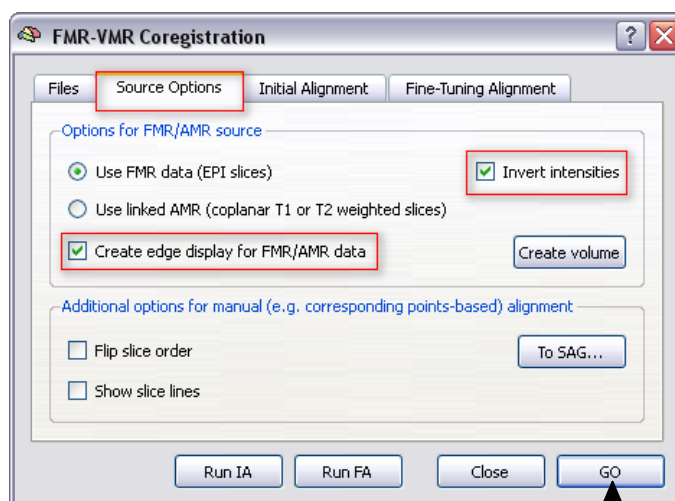 FMR-VMR Coregistration
Files Source Options Initial Alignment Fine-Tuning Alignment
Options for FMR/AMR source
Use FMR data (EPI slices) Invert intensities
Use linked AMR (coplanar T1 or T2 weighted slices)
Create edge display for FMR/AMR data Create volume
Additional options for manual (e.g. corresponding points-based) alignment
Flip slice order To SAG...
Show slice lines
Run IA Run FA Close GO